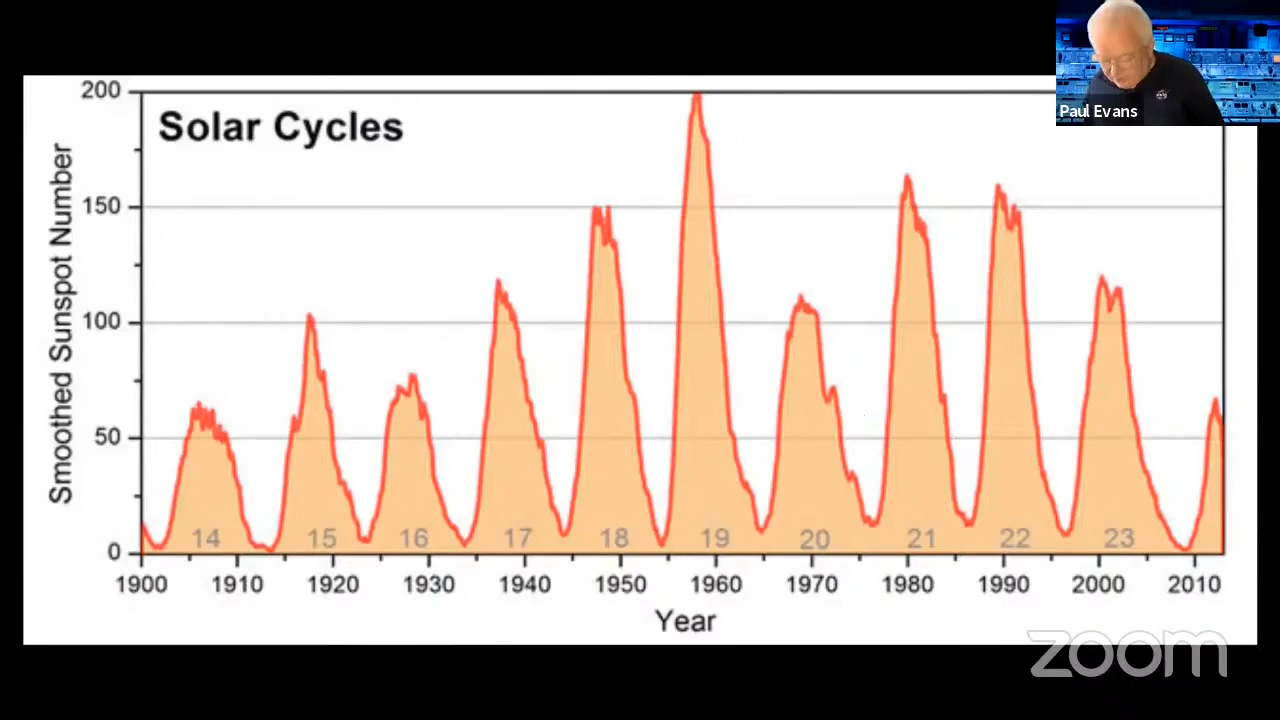 Paul Evans
Solar Cycles
Smoothed Sunspot Number
200
150
100
50
0
14 15 16 17 18 19 20 21 22 23
1900 1910 1920 1930 1940 1950 1960 1970 1980 1990 2000 2010
Year
zoom